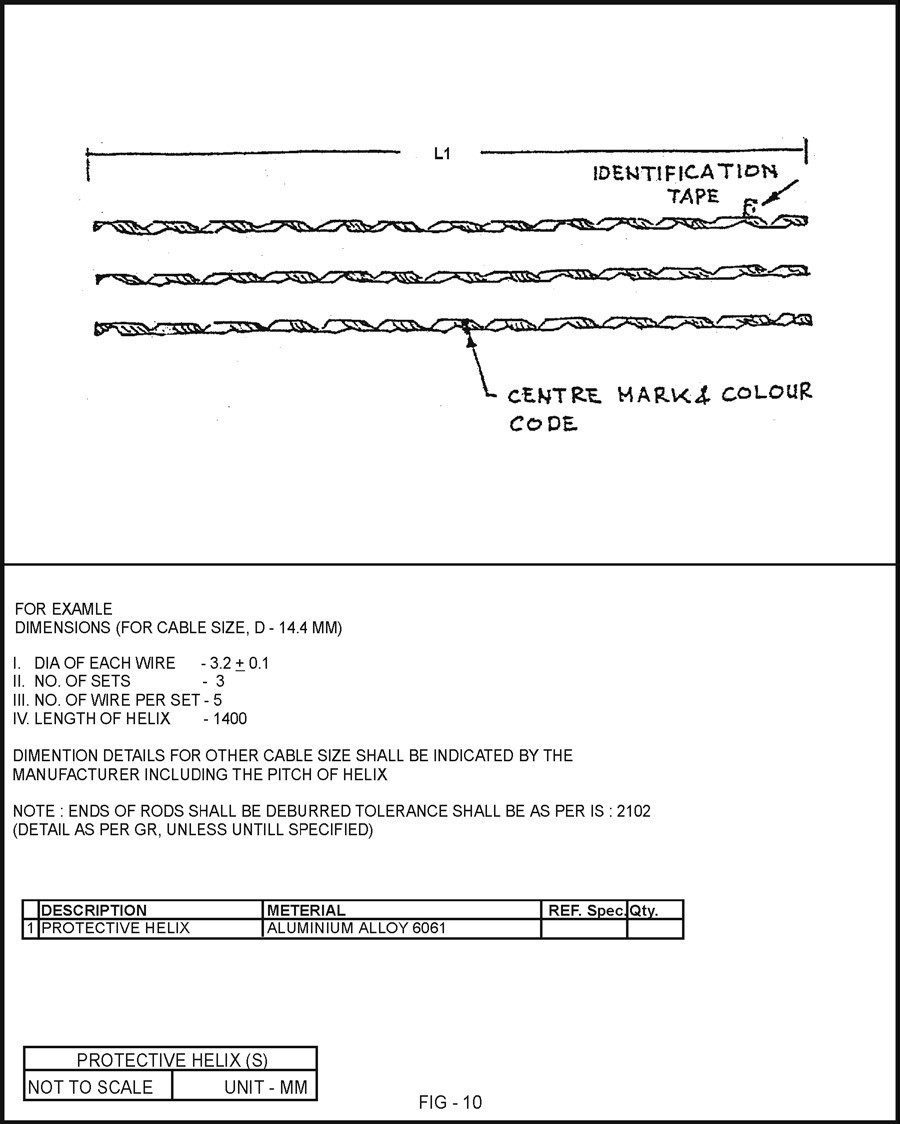 L1
IDENTIFICATION
TAPE
CENTRE MARK & COLOUR
CODE
FOR EXAMLE
DIMENSIONS (FOR CABLE SIZE, D - 14.4 MM)
I. DIA OF EACH WIRE - 3.2 ± 0.1
II. NO. OF SETS - 3
III. NO. OF WIRE PER SET - 5
IV. LENGTH OF HELIX - 1400
DIMENTION DETAILS FOR OTHER CABLE SIZE SHALL BE INDICATED BY THE
MANUFACTURER INCLUDING THE PITCH OF HELIX
NOTE : ENDS OF RODS SHALL BE DEBURRED TOLERANCE SHALL BE AS PER IS : 2102
(DETAIL AS PER GR, UNLESS UNTILL SPECIFIED)
DESCRIPTION METERIAL REF. Spec. Qty.
1 PROTECTIVE HELIX ALUMINIUM ALLOY 6061
PROTECTIVE HELIX (S)
NOT TO SCALE UNIT - MM
FIG - 10